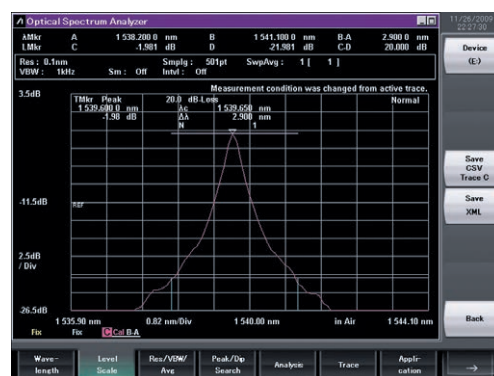 Optical Spectrum Analyzer
11/26/2009
22:27:30
λMkr A 1 538.200 0 nm B 1 541.100 0 nm B-A 2.900 0 nm
LMkr C -1.981 dB D -21.981 dB C-D 20.000 dB
Res : 0.1nm Smplg : 501pt SwpAvg : 1 [ 1 ]
VBW : 1kHz Sm : Off Intvl : Off
Measurement condition was changed from active trace.
3.5dB
TMkr Peak 20.0 dB-Loss Normal
1 539.600 0 nm λc 1 539.650 nm
-1.98 dB Δλ 2.900 nm
N 1
-11.5dB
REF
2.5dB
/ Div
-26.5dB
1 535.90 nm 0.82 nm/Div 1 540.00 nm in Air 1 544.10 nm
Fix Fix C Cal B-A
Device
(E:)
Save
CSV
Trace C
Save
XML
Back
Wave-
length
Level
Scale
Res/VBW/
Avg
Peak/Dip
Search
Analysis
Trace
Appli-
cation
→